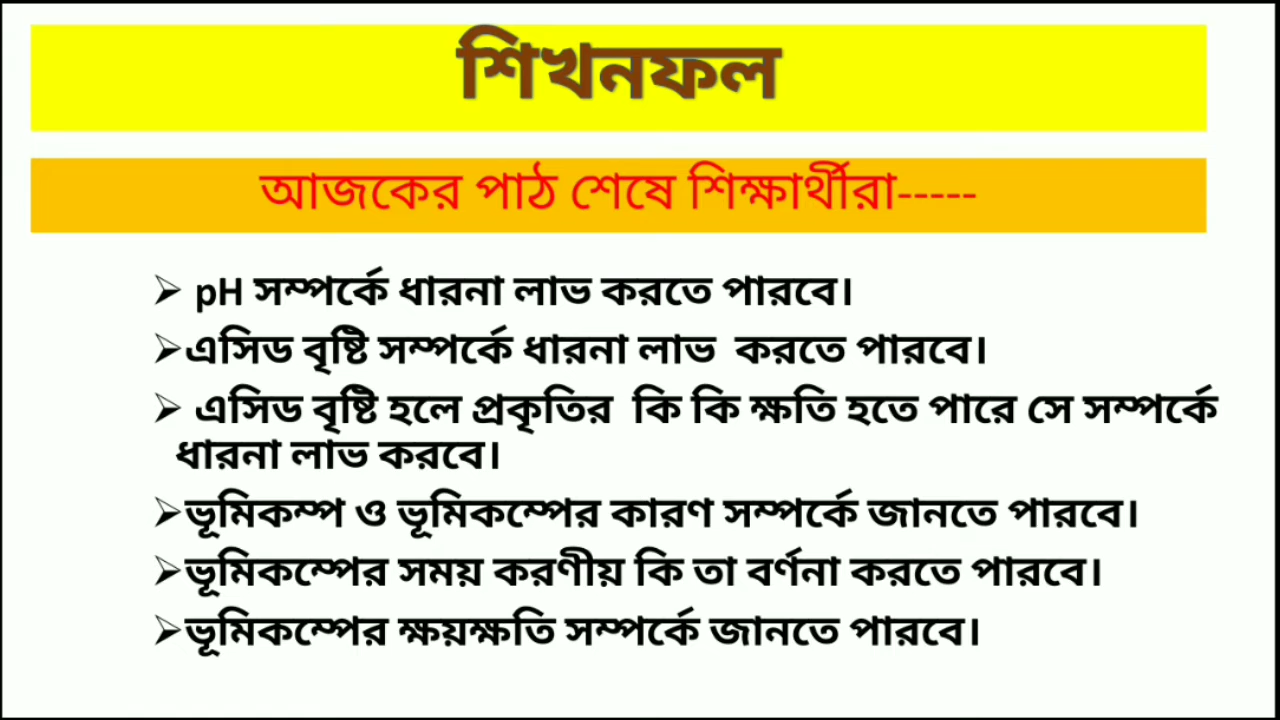 শিখনফল
আজকের পাঠ শেষে শিক্ষার্থীরা-----
➢ pH সম্পর্কে ধারনা লাভ করতে পারবে।
➢এসিড বৃষ্টি সম্পর্কে ধারনা লাভ করতে পারবে।
➢ এসিড বৃষ্টি হলে প্রকৃতির কি কি ক্ষতি হতে পারে সে সম্পর্কে
ধারনা লাভ করবে।
➢ভূমিকম্প ও ভূমিকম্পের কারণ সম্পর্কে জানতে পারবে।
➢ভূমিকম্পের সময় করণীয় কি তা বর্ণনা করতে পারবে।
➢ভূমিকম্পের ক্ষয়ক্ষতি সম্পর্কে জানতে পারবে।